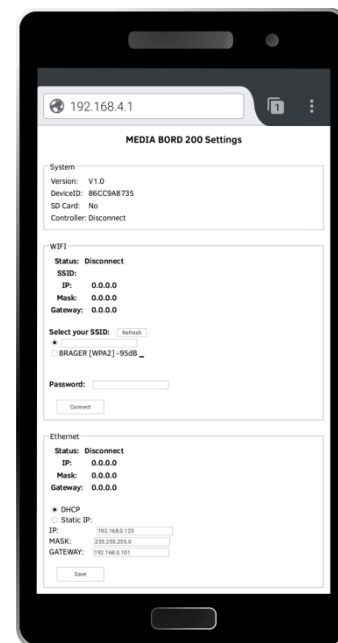 192.168.4.1
1
MEDIA BORD 200 Settings
System
Version: V1.0
DeviceID: 86CC9A8735
SD Card: No
Controller: Disconnect
WIFI
Status: Disconnect
SSID:
IP: 0.0.0.0
Mask: 0.0.0.0
Gateway: 0.0.0.0
Select your SSID: Refresh
BRAGER [WPA2] -95dB _
Password:
Connect
Ethernet
Status: Disconnect
IP: 0.0.0.0
Mask: 0.0.0.0
Gateway: 0.0.0.0
DHCP
Static IP:
IP: 192.168.0.123
MASK: 255.255.255.0
GATEWAY: 192.168.0.101
Save